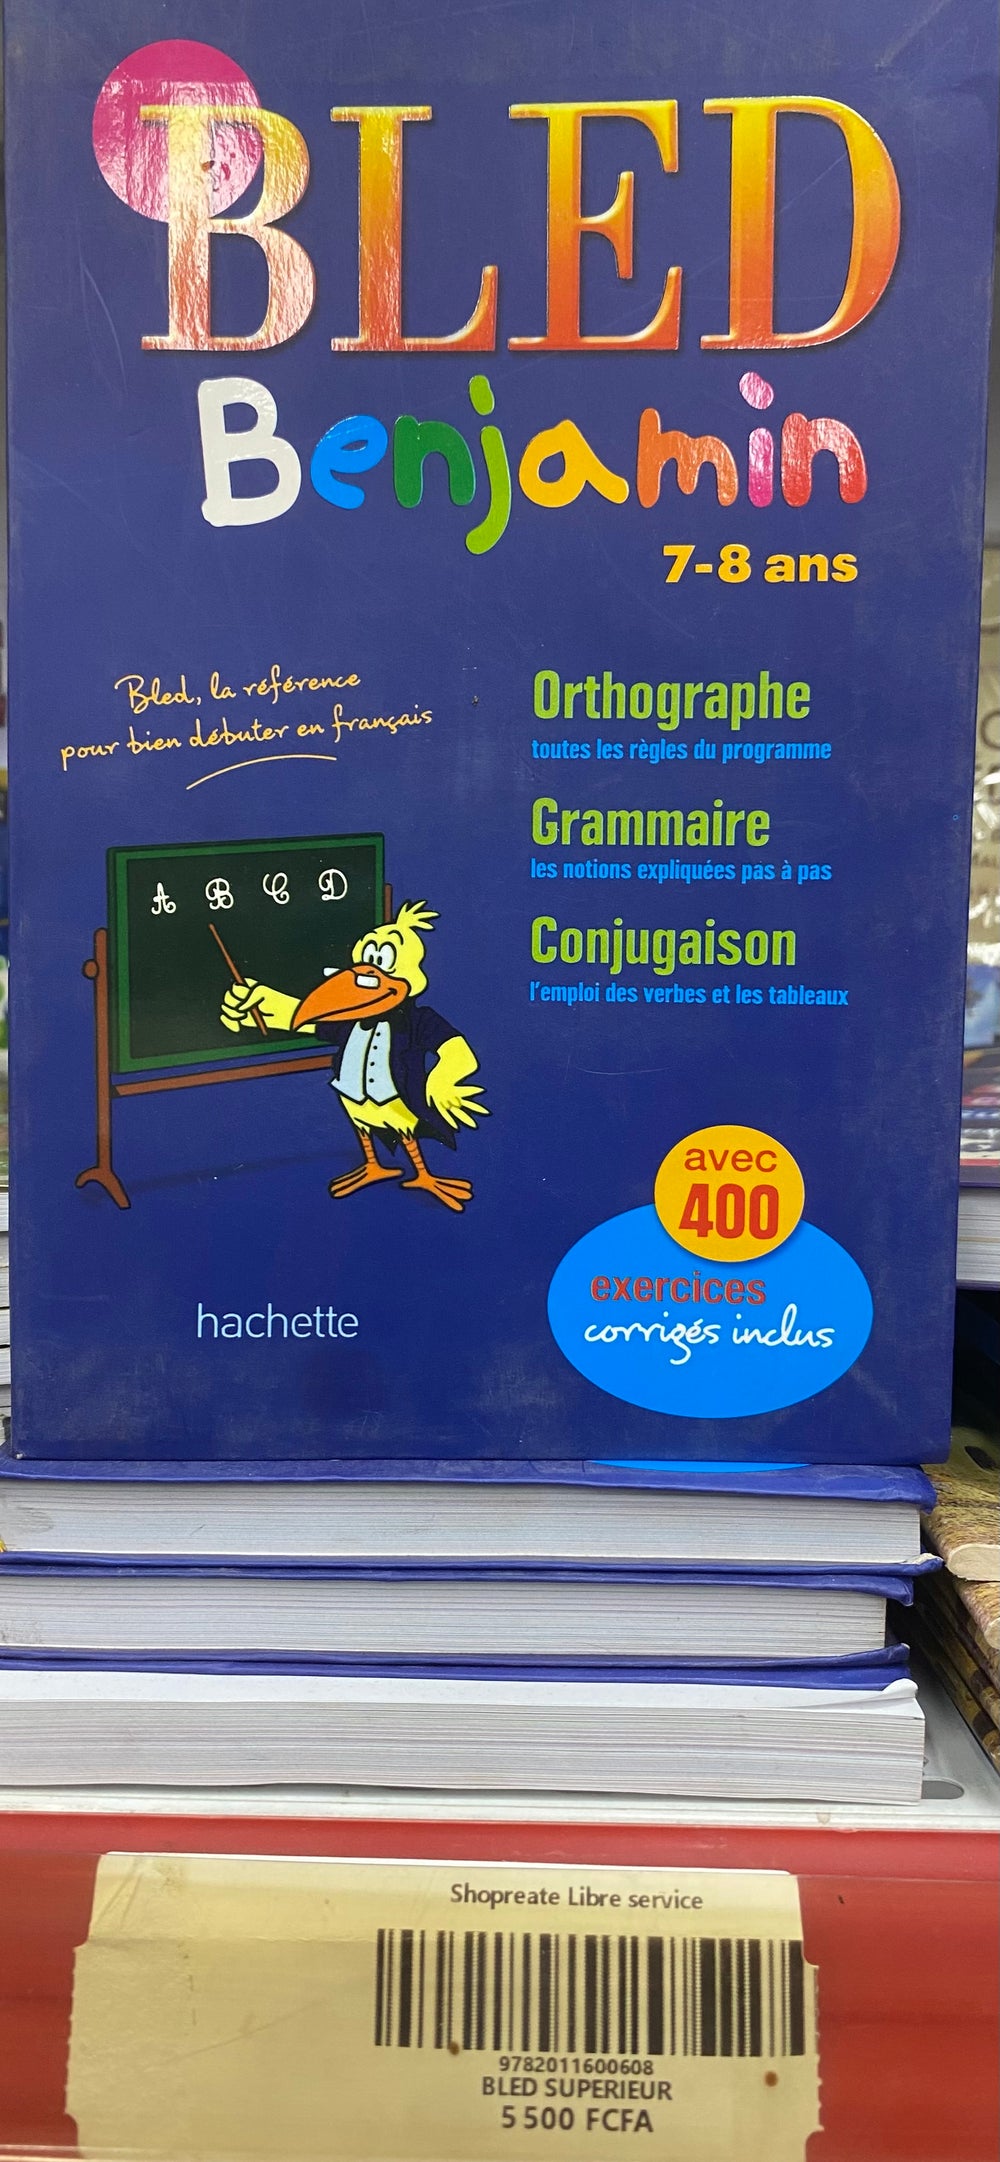 BLED
Benjamin
7-8 ans
Bled, la référence
pour bien débuter en français
Orthographe
toutes les règles du programme
Grammaire
les notions expliquées pas à pas
Conjugaison
l'emploi des verbes et les tableaux
A B C D
avec
400
exercices
corrigés inclus
hachette
Shopreate Libre service
9782011600608
BLED SUPERIEUR
5 500 FCFA